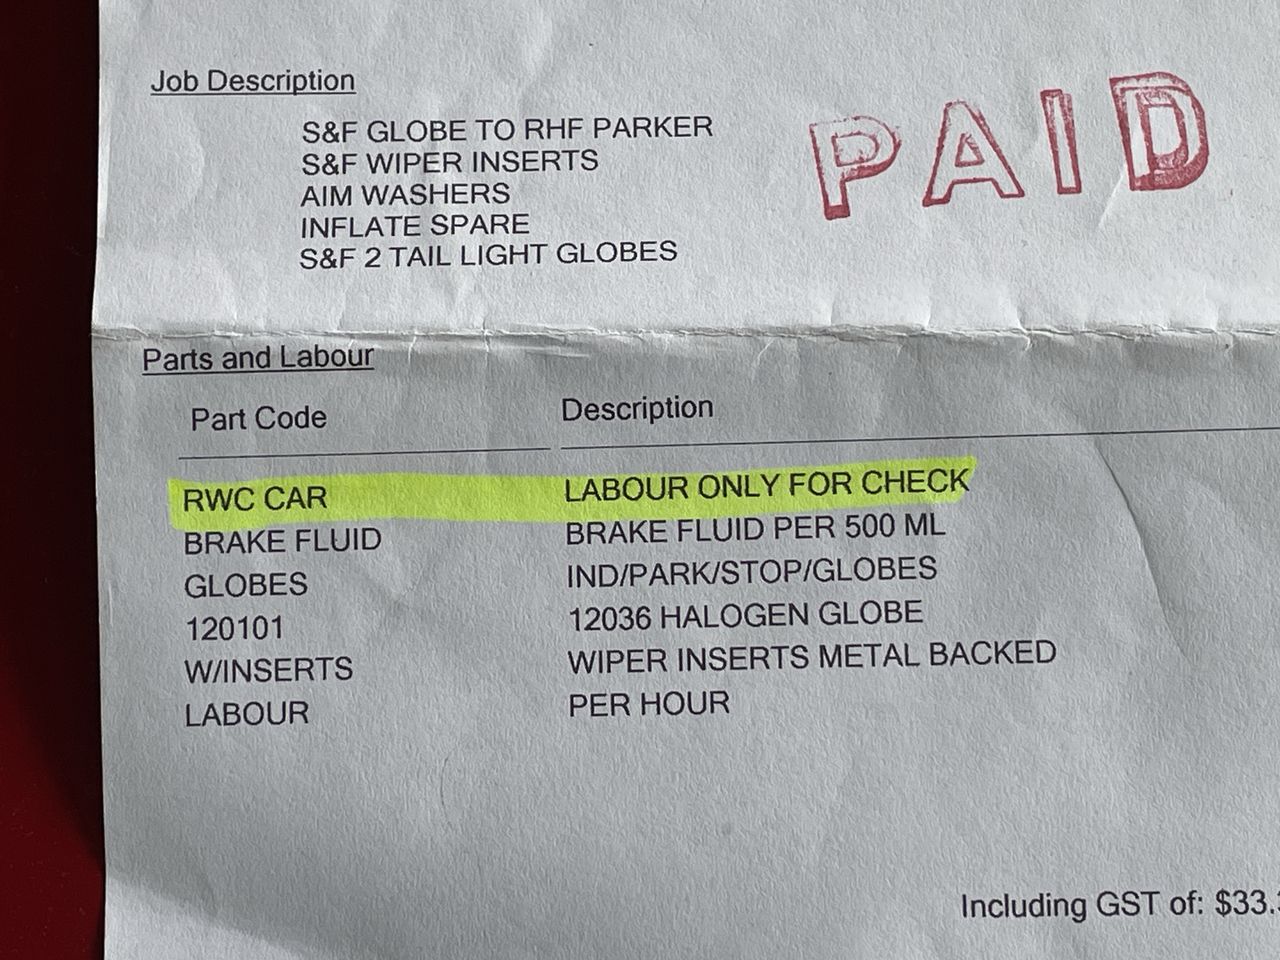 Job Description
S&F GLOBE TO RHF PARKER
S&F WIPER INSERTS
AIM WASHERS
INFLATE SPARE
S&F 2 TAIL LIGHT GLOBES
PAID
Parts and Labour
Part Code Description
RWC CAR LABOUR ONLY FOR CHECK
BRAKE FLUID BRAKE FLUID PER 500 ML
GLOBES IND/PARK/STOP/GLOBES
120101 12036 HALOGEN GLOBE
W/INSERTS WIPER INSERTS METAL BACKED
LABOUR PER HOUR
Including GST of: $33.